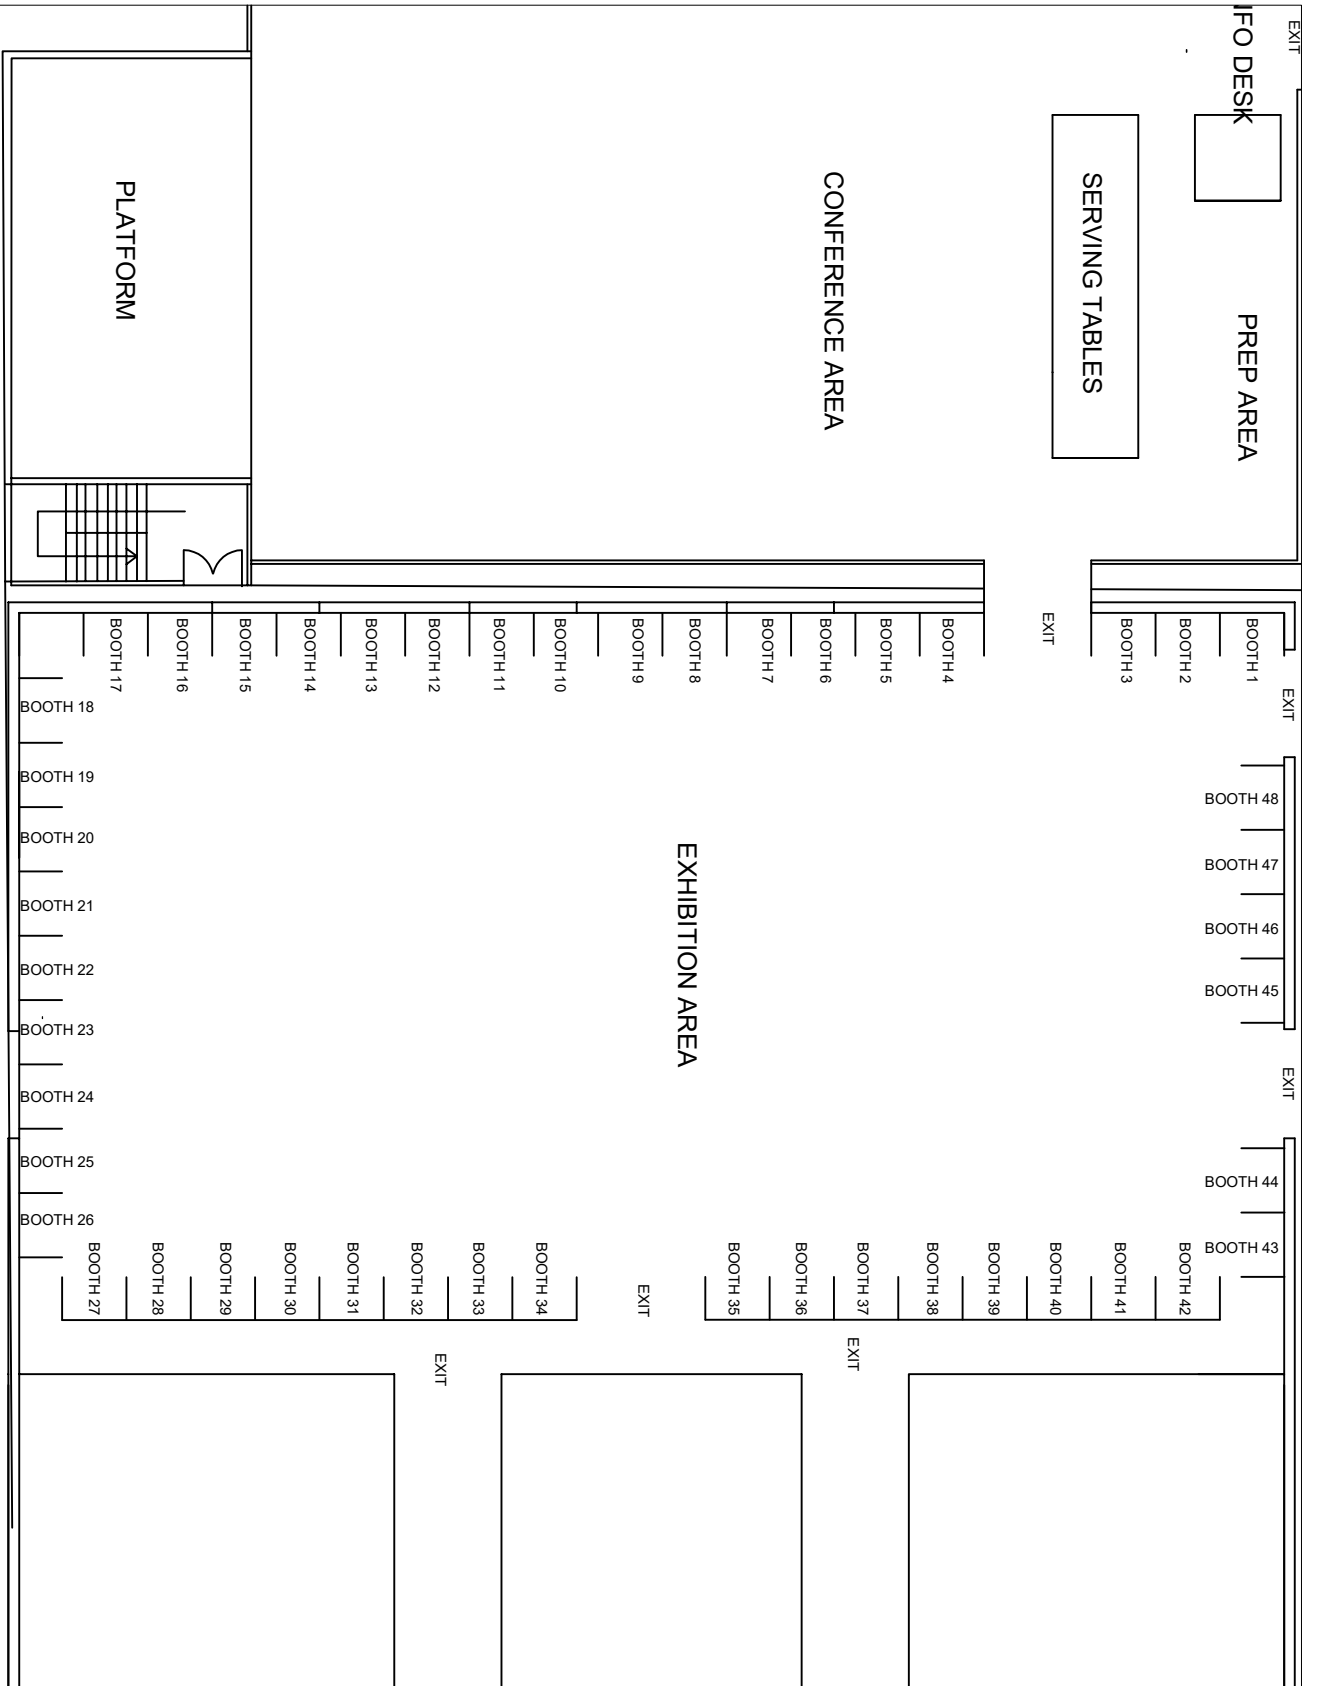 EXIT
NFO DESK
PLATFORM
CONFERENCE AREA
SERVING TABLES
PREP AREA
EXIT
BOOTH 17
BOOTH 16
BOOTH 15
BOOTH 14
BOOTH 13
BOOTH 12
BOOTH 11
BOOTH 10
BOOTH 9
BOOTH 8
BOOTH 7
BOOTH 6
BOOTH 5
BOOTH 4
BOOTH 3
BOOTH 2
BOOTH 1
EXIT
BOOTH 18
BOOTH 19
BOOTH 20
BOOTH 21
BOOTH 22
BOOTH 23
BOOTH 24
BOOTH 25
BOOTH 26
EXHIBITION AREA
BOOTH 48
BOOTH 47
BOOTH 46
BOOTH 45
EXIT
BOOTH 44
BOOTH 43
BOOTH 27
BOOTH 28
BOOTH 29
BOOTH 30
BOOTH 31
BOOTH 32
BOOTH 33
BOOTH 34
EXIT
BOOTH 35
BOOTH 36
BOOTH 37
BOOTH 38
BOOTH 39
BOOTH 40
BOOTH 41
BOOTH 42
EXIT
EXIT